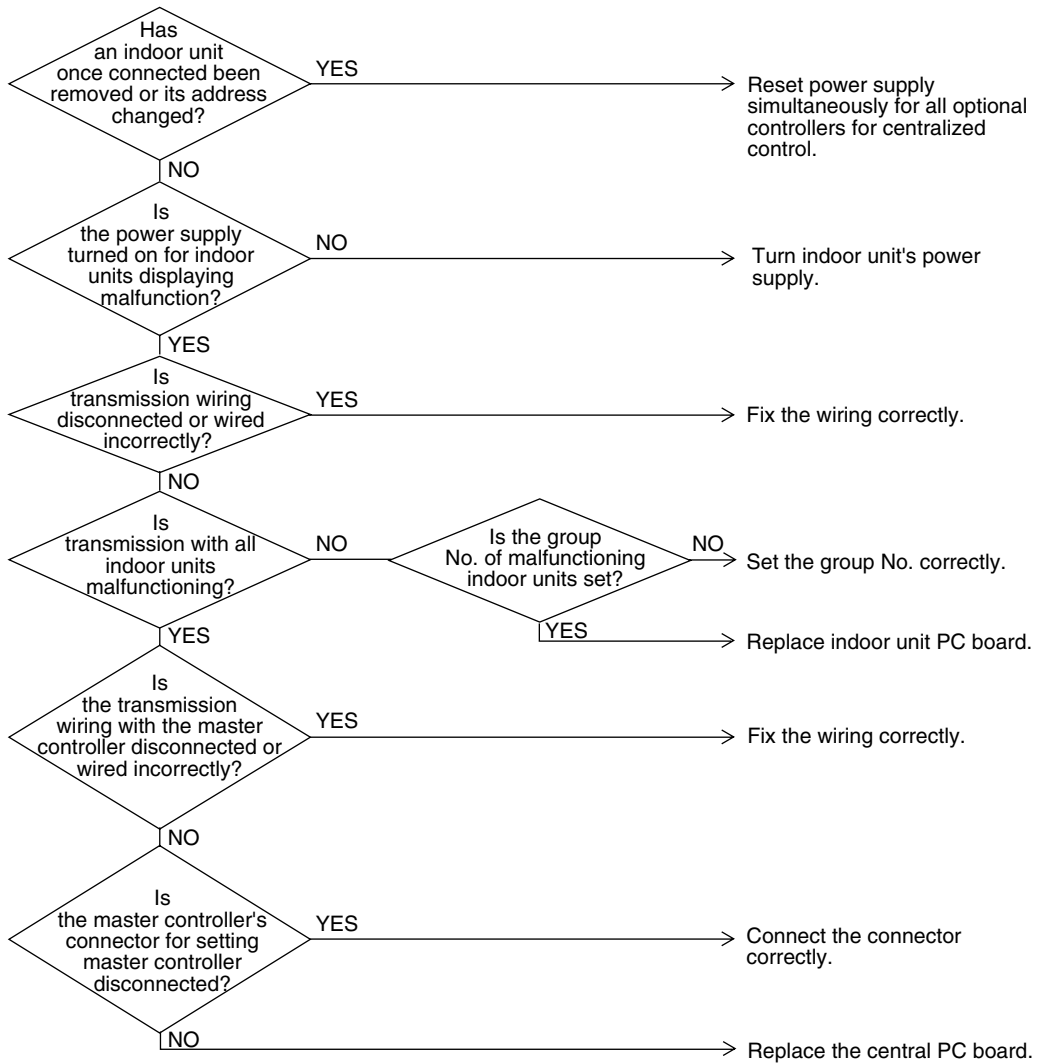 Has
an indoor unit
once connected been
removed or its address
changed?
YES
Reset power supply
simultaneously for all optional
controllers for centralized
control.
NO
Is
the power supply
turned on for indoor
units displaying
malfunction?
NO
Turn indoor unit's power
supply.
YES
Is
transmission wiring
disconnected or wired
incorrectly?
YES
Fix the wiring correctly.
NO
Is
transmission with all
indoor units
malfunctioning?
NO
Is the group
No. of malfunctioning
indoor units set?
NO
Set the group No. correctly.
YES
Replace indoor unit PC board.
YES
Is
the transmission
wiring with the master
controller disconnected or
wired incorrectly?
YES
Fix the wiring correctly.
NO
Is
the master controller's
connector for setting
master controller
disconnected?
YES
Connect the connector
correctly.
NO
Replace the central PC board.